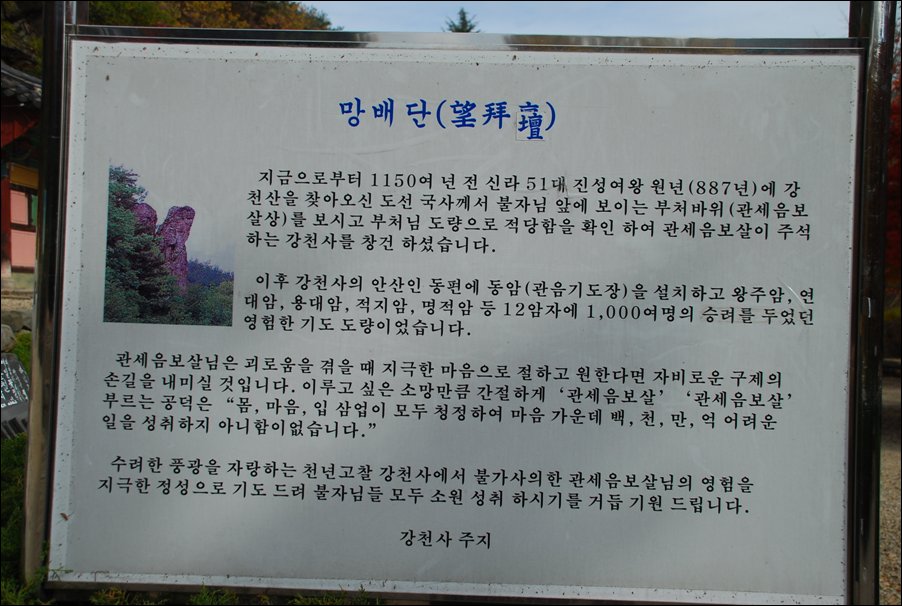 망배단(望拜壇)
지금으로부터 1150여 년 전 신라 51대 진성여왕 원년(887년)에 강
천산을 찾아오신 도선 국사께서 불자님 앞에 보이는 부처바위(관세음보
살상)를 보시고 부처님 도량으로 적당함을 확인 하여 관세음보살이 주석
하는 강천사를 창건 하셨습니다.
이후 강천사의 안산인 동편에 동암(관음기도장)을 설치하고 왕주암, 연
대암, 용대암, 적지암, 명적암 등 12암자에 1,000여명의 승려를 두었던
영험한 기도 도량이었습니다.
관세음보살님은 괴로움을 겪을 때 지극한 마음으로 절하고 원한다면 자비로운 구제의
손길을 내미실 것입니다. 이루고 싶은 소망만큼 간절하게 ‘관세음보살’ ‘관세음보살’
부르는 공덕은 “몸, 마음, 입 삼업이 모두 청정하여 마음 가운데 백, 천, 만, 억 어려운
일을 성취하지 아니함이없습니다.”
수려한 풍광을 자랑하는 천년고찰 강천사에서 불가사의한 관세음보살님의 영험을
지극한 정성으로 기도 드려 불자님들 모두 소원 성취 하시기를 거듭 기원 드립니다.
강천사 주지